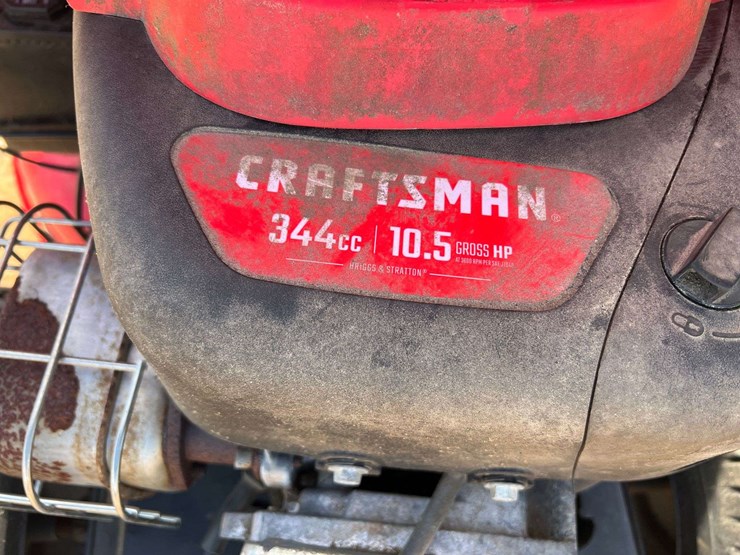 CRAFTSMAN®
344cc | 10.5 GROSS HP
BRIGGS & STRATTON®